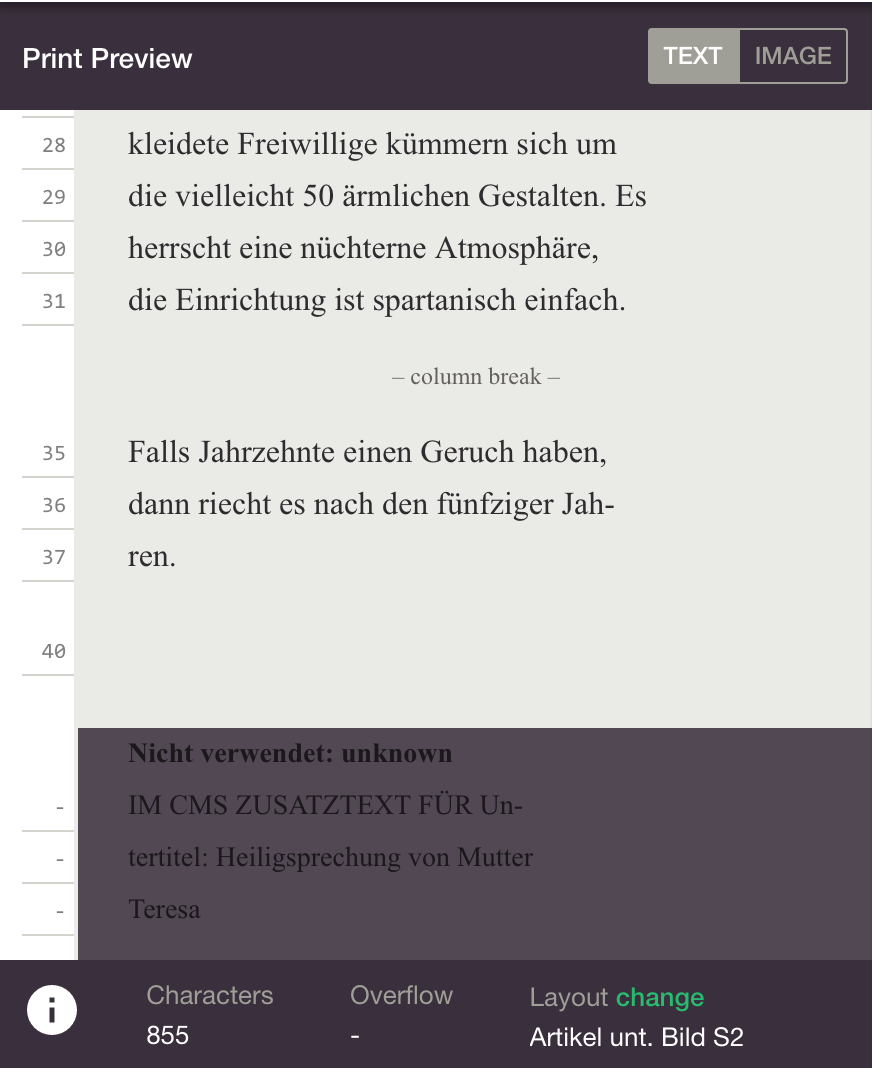 Print Preview
TEXT IMAGE
28 kleidete Freiwillige kümmern sich um
29 die vielleicht 50 ärmlichen Gestalten. Es
30 herrscht eine nüchterne Atmosphäre,
31 die Einrichtung ist spartanisch einfach.
– column break –
35 Falls Jahrzehnte einen Geruch haben,
36 dann riecht es nach den fünfziger Jah-
37 ren.
40
Nicht verwendet: unknown
- IM CMS ZUSATZTEXT FÜR Un-
- tertitel: Heiligsprechung von Mutter
- Teresa
Characters Overflow Layout change
855 - Artikel unt. Bild S2